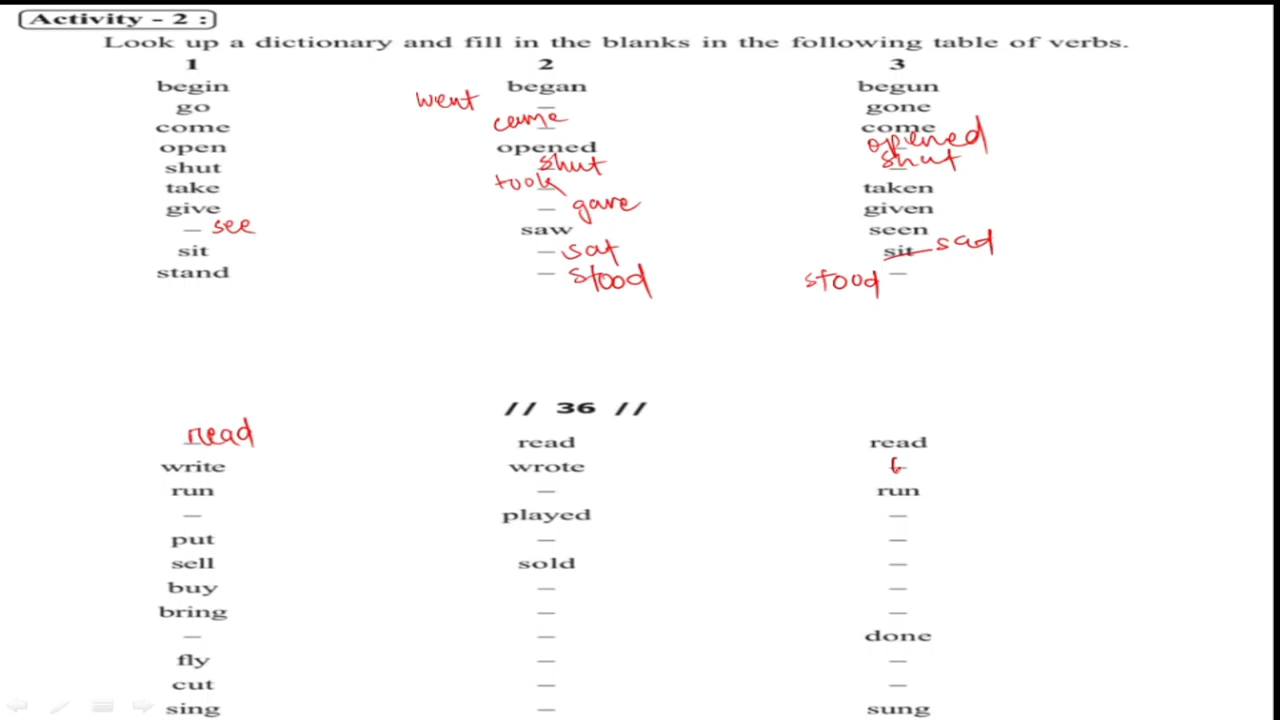 Activity - 2 :
Look up a dictionary and fill in the blanks in the following table of verbs.
1 2 3
begin began begun
go went – gone
come came – come
open opened opened –
shut shut – shut –
take took – taken
give – gave given
– see saw seen
sit – sat sit sad
stand – stood stood –
// 36 //
read – read read
write wrote –
run – run
– played –
put – –
sell sold –
buy – –
bring – –
– – done
fly – –
cut – –
sing – sung